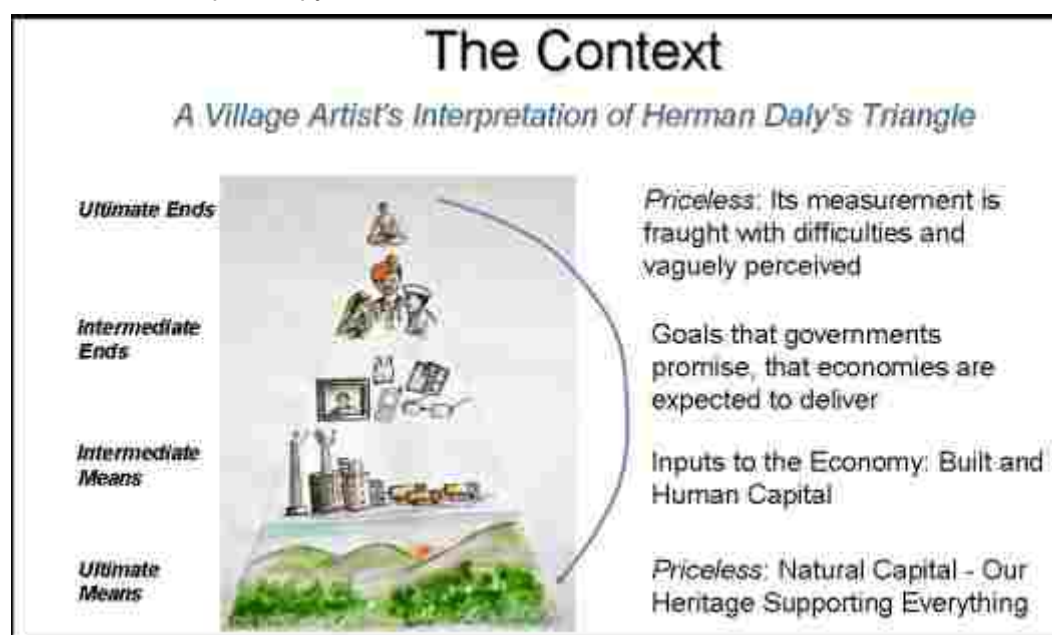 The Context
A Village Artist's Interpretation of Herman Daly's Triangle
Ultimate Ends
Priceless: Its measurement is
fraught with difficulties and
vaguely perceived
Intermediate
Ends
Goals that governments
promise, that economies are
expected to deliver
Intermediate
Means
Inputs to the Economy: Built and
Human Capital
Ultimate
Means
Priceless: Natural Capital - Our
Heritage Supporting Everything